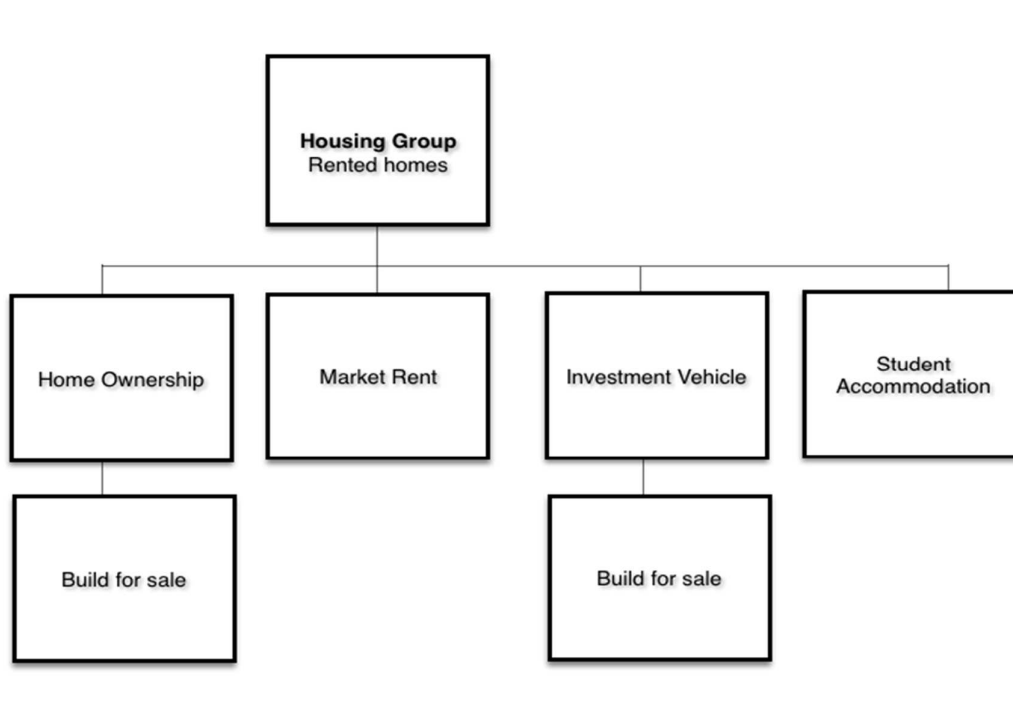 Housing Group
Rented homes
Home Ownership
Market Rent
Investment Vehicle
Student
Accommodation
Build for sale
Build for sale